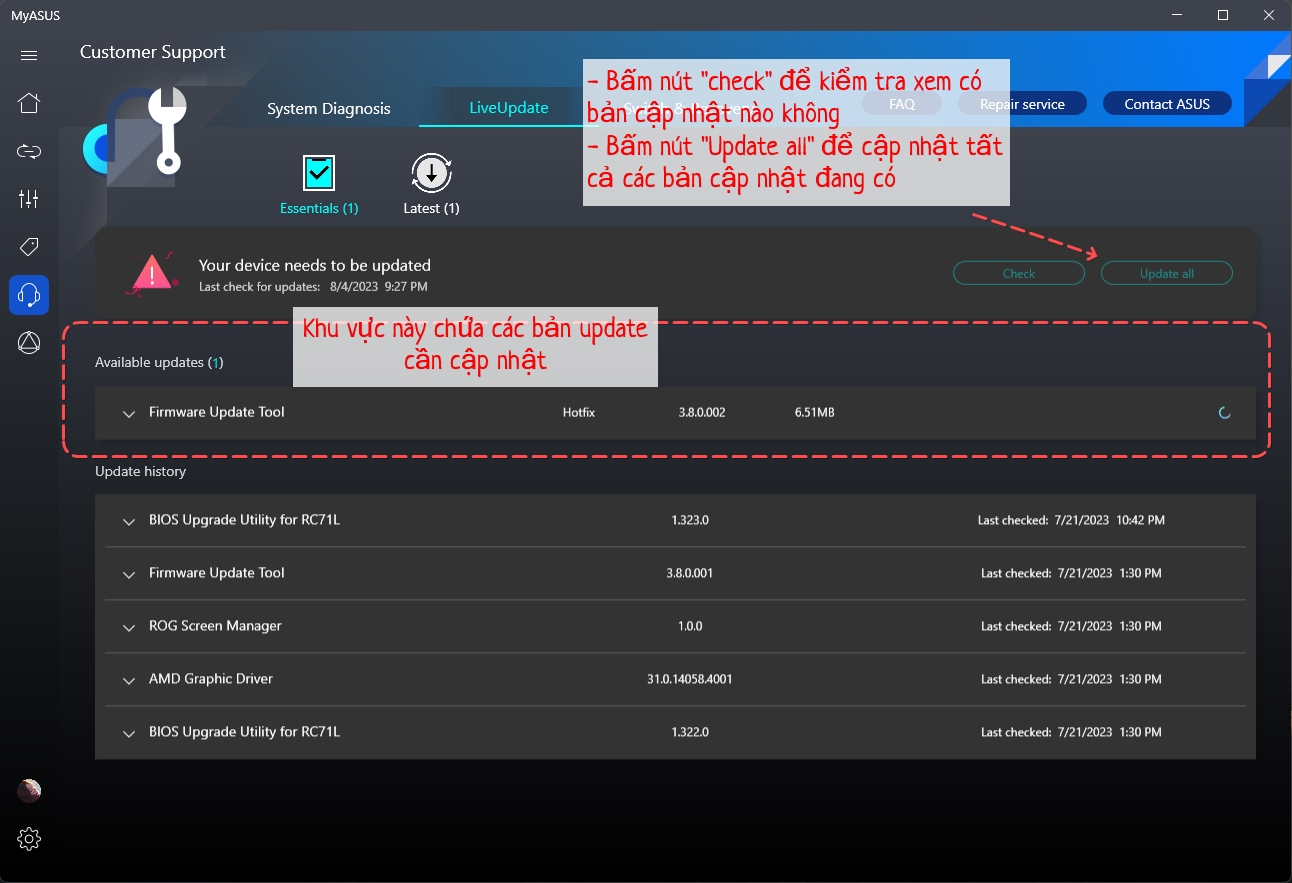 MyASUS
Customer Support
- Bấm nút "check" để kiểm tra xem có
bản cập nhật nào không
- Bấm nút "Update all" để cập nhật tất
cả các bản cập nhật đang có
System Diagnosis
LiveUpdate
FAQ
Repair service
Contact ASUS
Essentials (1)
Latest (1)
Your device needs to be updated
Last check for updates: 8/4/2023 9:27 PM
Check
Update all
Khu vực này chứa các bản update
cần cập nhật
Available updates (1)
Firmware Update Tool Hotfix 3.8.0.002 6.51MB
Update history
BIOS Upgrade Utility for RC71L 1.323.0 Last checked: 7/21/2023 10:42 PM
Firmware Update Tool 3.8.0.001 Last checked: 7/21/2023 1:30 PM
ROG Screen Manager 1.0.0 Last checked: 7/21/2023 1:30 PM
AMD Graphic Driver 31.0.14058.4001 Last checked: 7/21/2023 1:30 PM
BIOS Upgrade Utility for RC71L 1.322.0 Last checked: 7/21/2023 1:30 PM